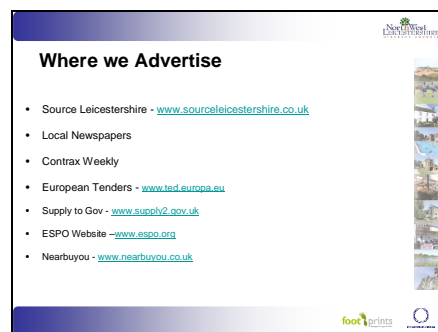 North West
LEICESTERSHIRE
DISTRICT COUNCIL
Where we Advertise
• Source Leicestershire - www.sourceleicestershire.co.uk
• Local Newspapers
• Contrax Weekly
• European Tenders - www.ted.europa.eu
• Supply to Gov - www.supply2.gov.uk
• ESPO Website –www.espo.org
• Nearbuyou - www.nearbuyou.co.uk
foot prints